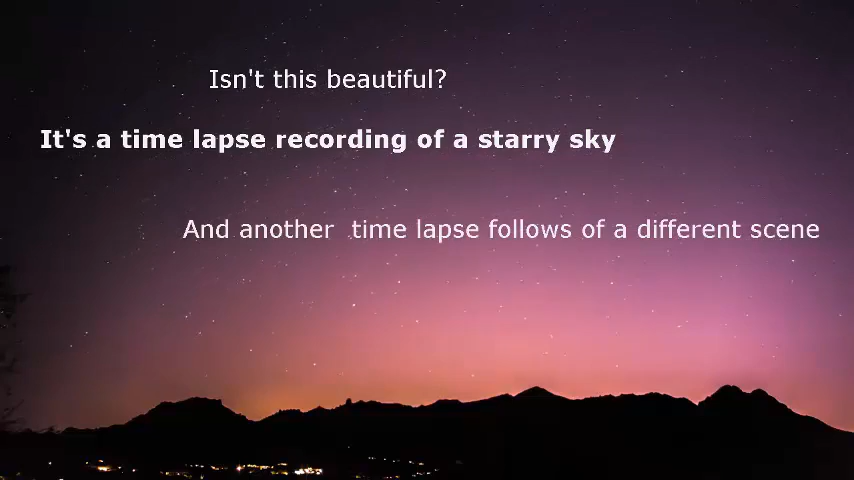 Isn't this beautiful?
It's a time lapse recording of a starry sky
And another time lapse follows of a different scene